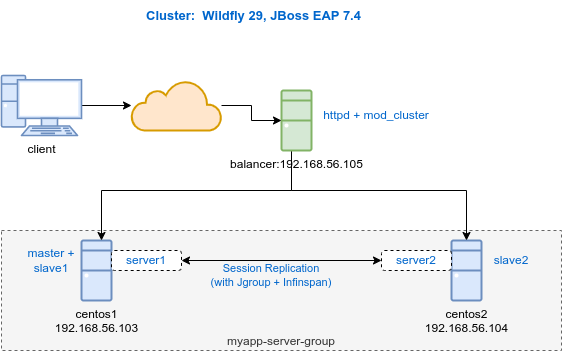 Cluster:  Wildfly 29, JBoss EAP 7.4
httpd + mod_cluster
client
balancer:192.168.56.105
master +
slave1
server1
server2
slave2
Session Replication
(with Jgroup + Infinspan)
centos1
192.168.56.103
centos2
192.168.56.104
myapp-server-group